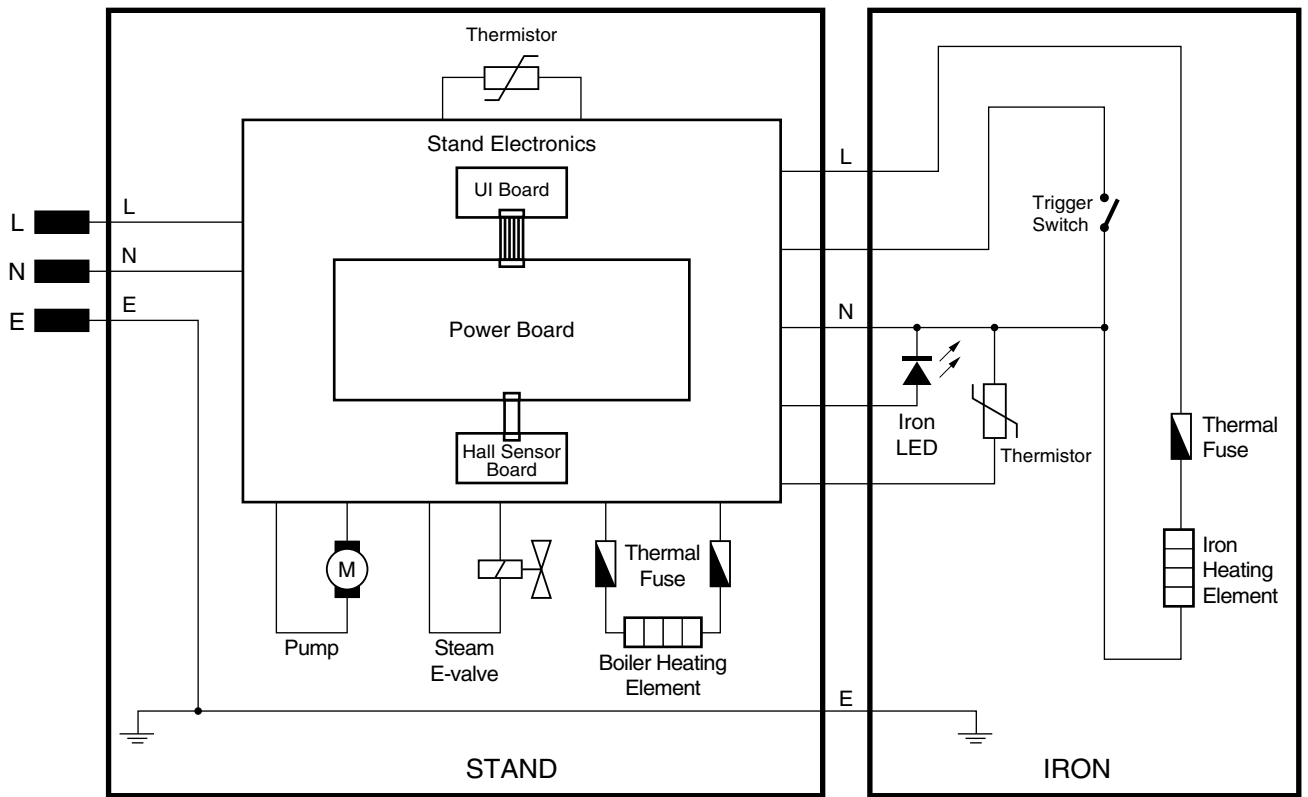 Thermistor
Stand Electronics
UI Board
Power Board
Hall Sensor
Board
L
L
N
N
E
E
Pump
M
Steam
E-valve
Thermal
Fuse
Boiler Heating
Element
STAND
L
N
E
Trigger
Switch
Iron
LED
Thermistor
Thermal
Fuse
Iron
Heating
Element
IRON